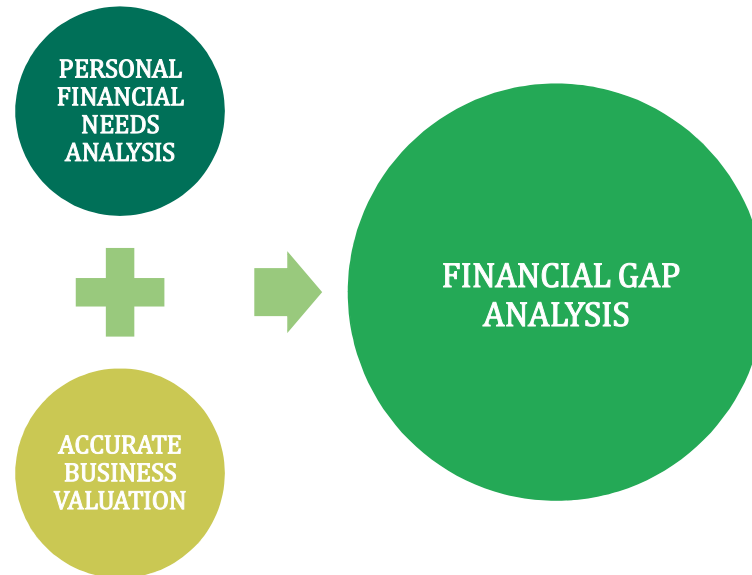 PERSONAL
FINANCIAL
NEEDS
ANALYSIS
ACCURATE
BUSINESS
VALUATION
FINANCIAL GAP
ANALYSIS